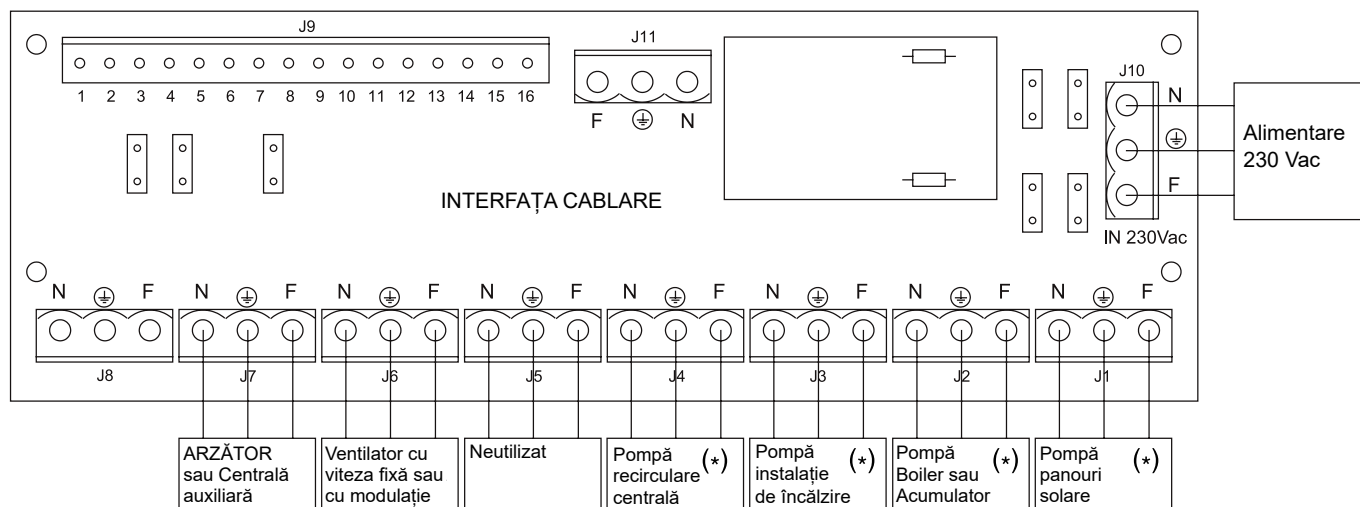 J9
J11
J10
1 2 3 4 5 6 7 8 9 10 11 12 13 14 15 16
F N
N
F
IN 230Vac
Alimentare
230 Vac
INTERFAȚA CABLARE
N F N F N F N F N F N F N F N F
J8 J7 J6 J5 J4 J3 J2 J1
ARZĂTOR
sau Centrală
auxiliară
Ventilator cu
viteza fixă sau
cu modulație
Neutilizat
Pompă (*)
recirculare
centrală
Pompă (*)
instalație
de încălzire
Pompă (*)
Boiler sau
Acumulator
Pompă (*)
panouri
solare